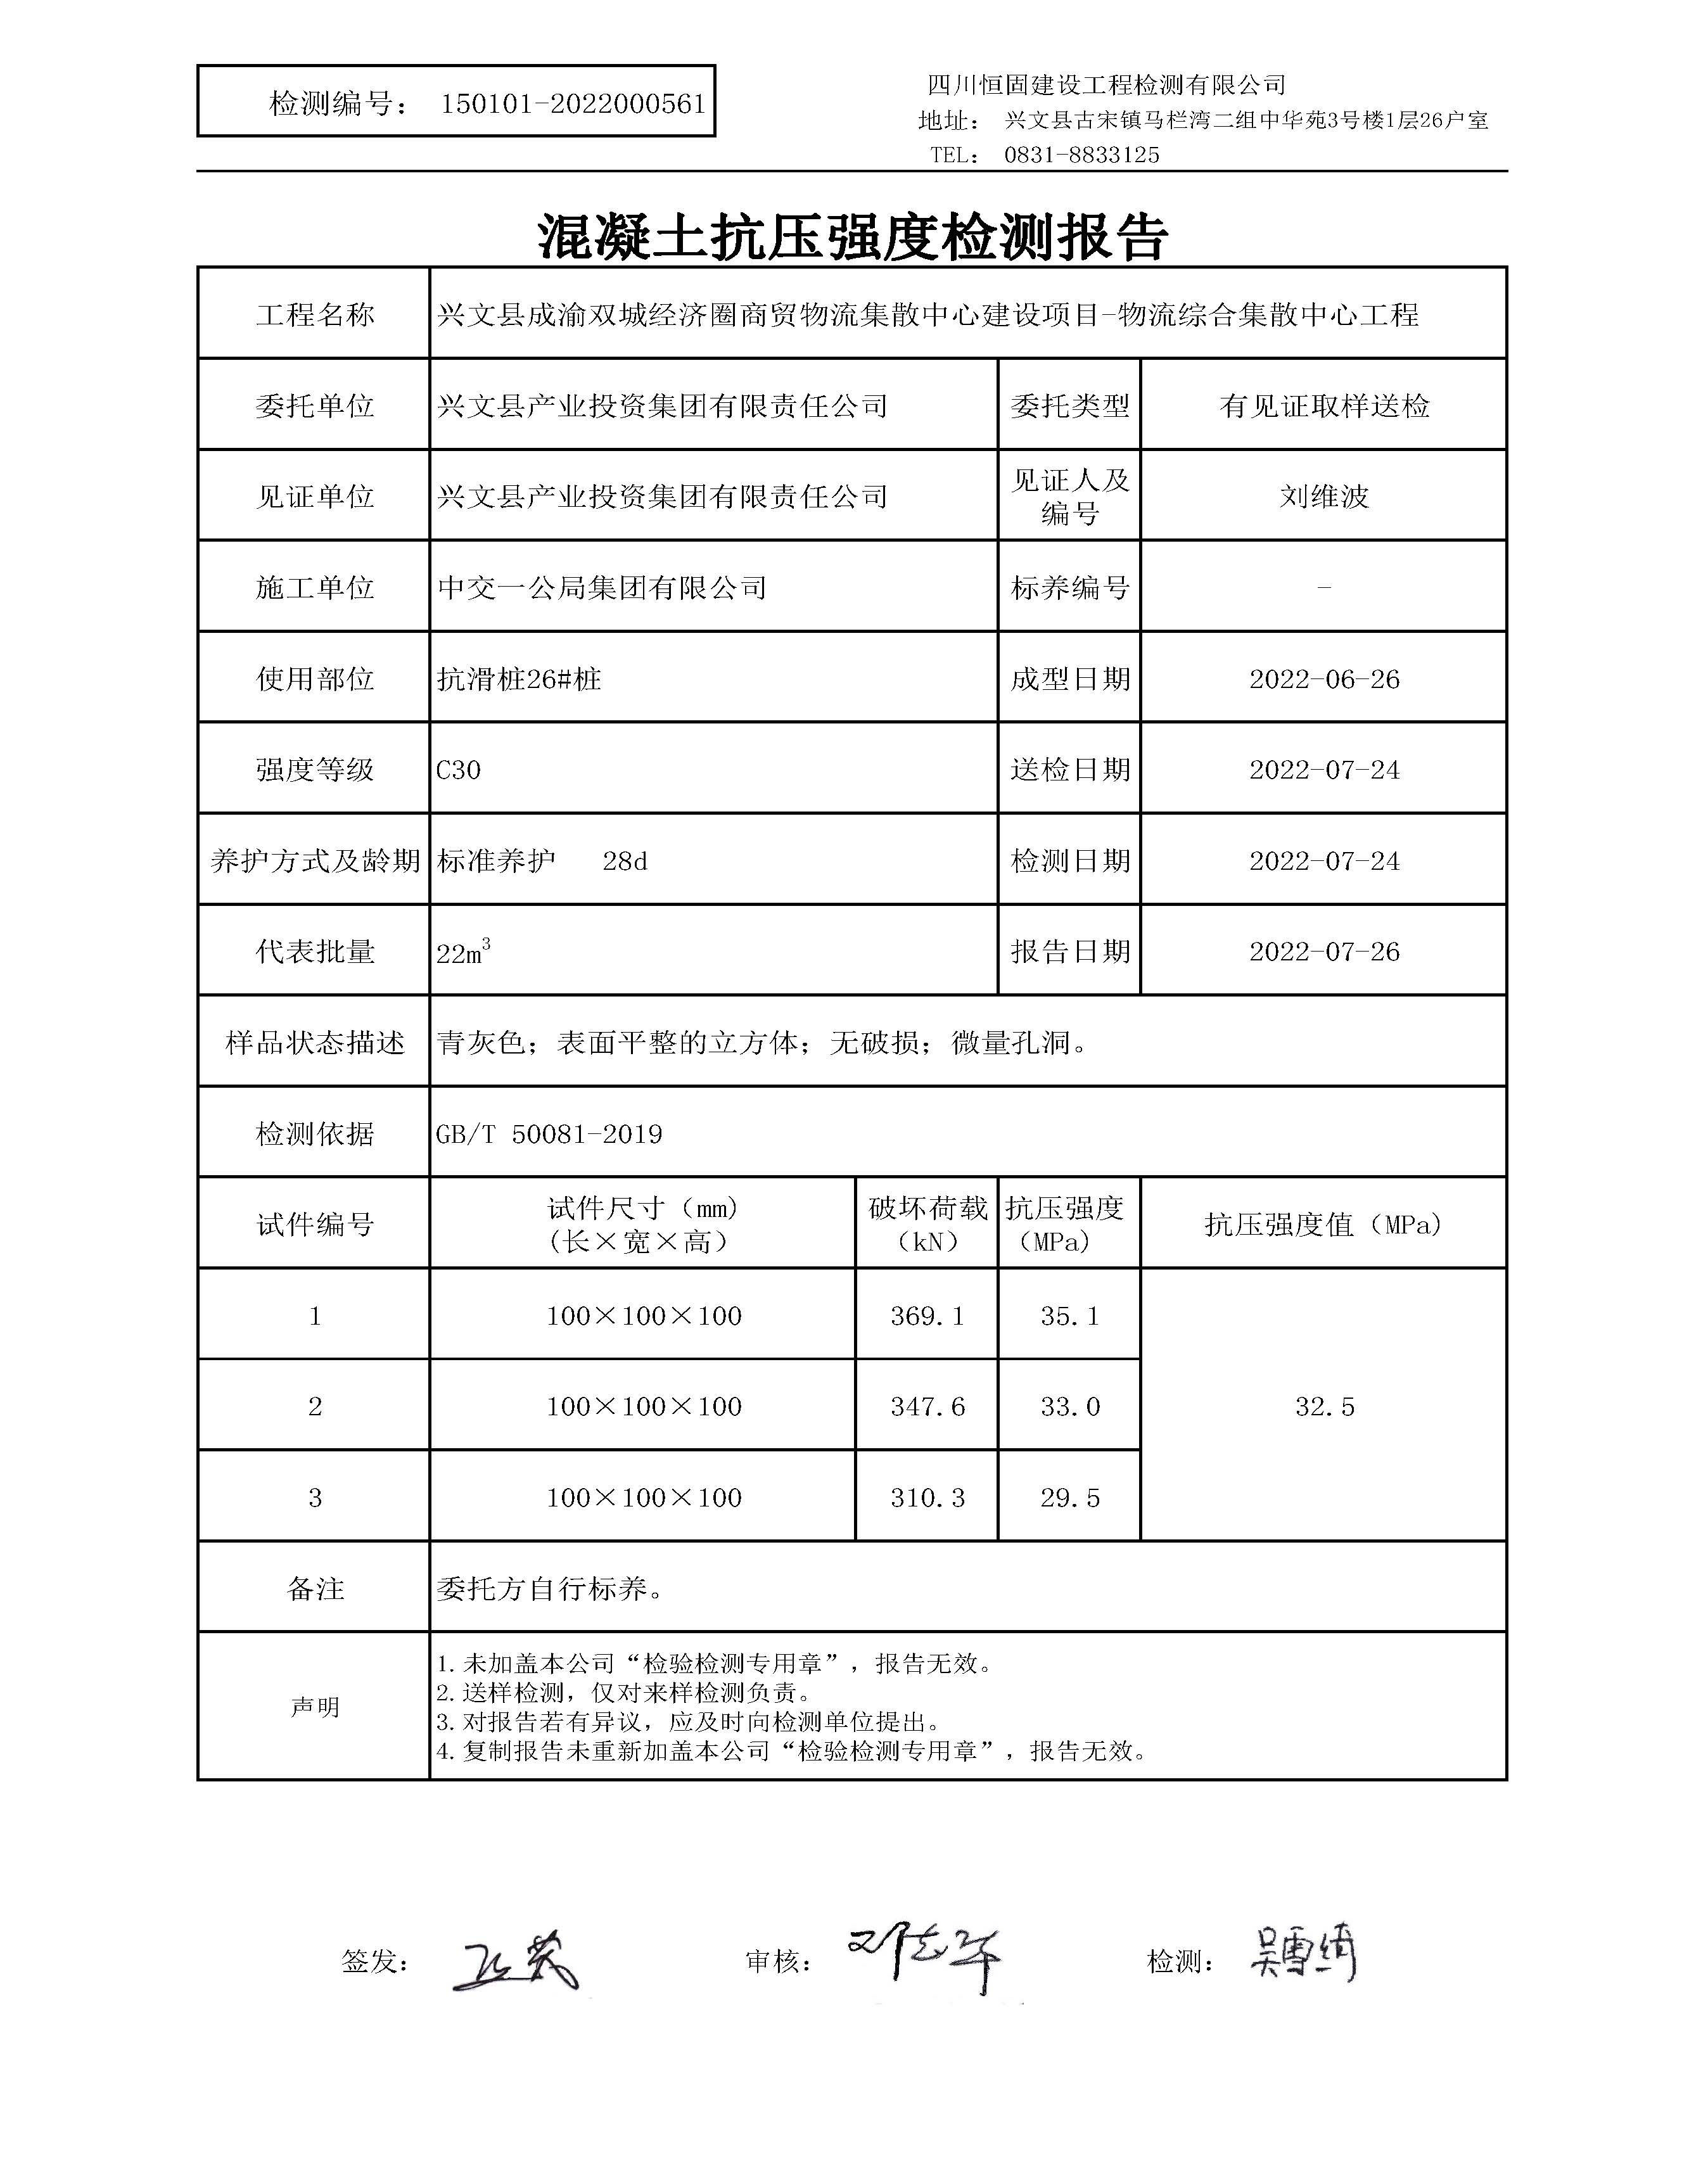 检测编号： 150101-2022000561
四川恒固建设工程检测有限公司
地址： 兴文县古宋镇马栏湾二组中华苑3号楼1层26户室
TEL： 0831-8833125
混凝土抗压强度检测报告
工程名称 兴文县成渝双城经济圈商贸物流集散中心建设项目-物流综合集散中心工程
委托单位 兴文县产业投资集团有限责任公司 委托类型 有见证取样送检
见证单位 兴文县产业投资集团有限责任公司 见证人及编号 刘维波
施工单位 中交一公局集团有限公司 标养编号 -
使用部位 抗滑桩26#桩 成型日期 2022-06-26
强度等级 C30 送检日期 2022-07-24
养护方式及龄期 标准养护 28d 检测日期 2022-07-24
代表批量 22m³ 报告日期 2022-07-26
样品状态描述 青灰色；表面平整的立方体；无破损；微量孔洞。
检测依据 GB/T 50081-2019
试件编号 试件尺寸（mm）(长×宽×高） 破坏荷载（kN） 抗压强度（MPa) 抗压强度值（MPa)
1 100×100×100 369.1 35.1 32.5
2 100×100×100 347.6 33.0
3 100×100×100 310.3 29.5
备注 委托方自行标养。
声明
1.未加盖本公司“检验检测专用章”，报告无效。
2.送样检测，仅对来样检测负责。
3.对报告若有异议，应及时向检测单位提出。
4.复制报告未重新加盖本公司“检验检测专用章”，报告无效。
签发： 审核： 检测： 吴雪绮